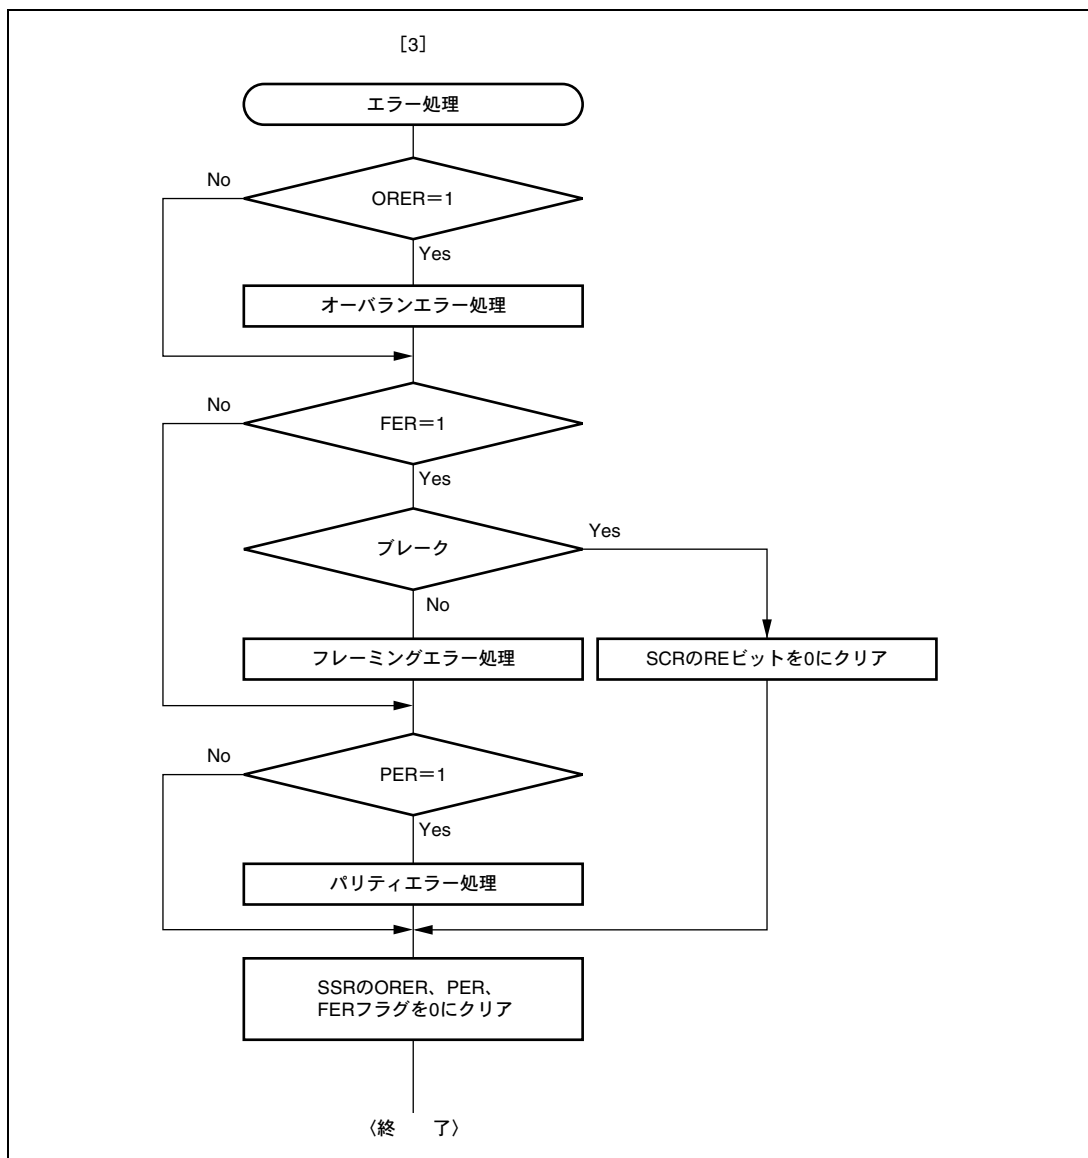 [3]
エラー処理
No
ORER＝1
Yes
オーバランエラー処理
No
FER＝1
Yes
ブレーク
Yes
No
フレーミングエラー処理
SCRのREビットを0にクリア
No
PER＝1
Yes
パリティエラー処理
SSRのORER、PER、
FERフラグを0にクリア
〈終　　了〉